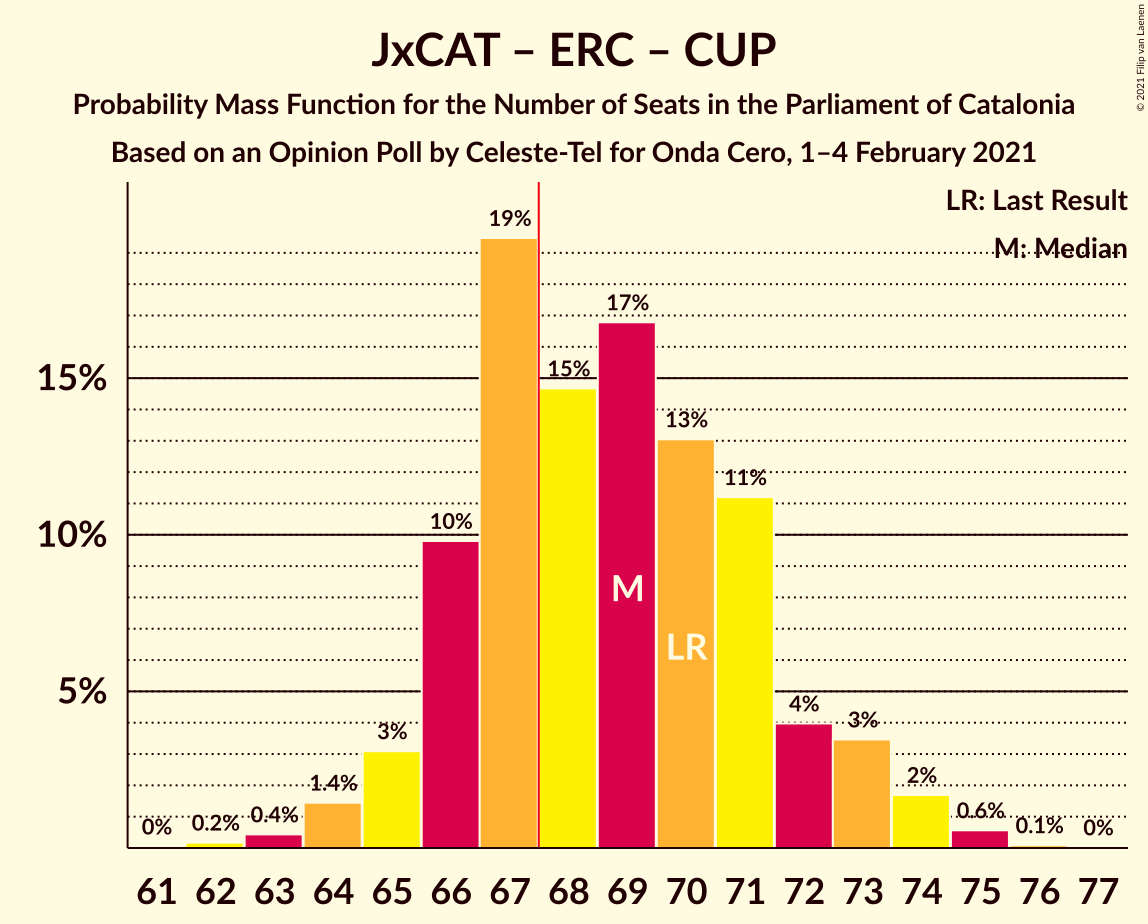 JxCAT – ERC – CUP
Probability Mass Function for the Number of Seats in the Parliament of Catalonia
Based on an Opinion Poll by Celeste-Tel for Onda Cero, 1–4 February 2021
© 2021 Filip van Laenen
LR: Last Result
M: Median
15%
10%
5%
0%
0.2%
0.4%
1.4%
3%
10%
19%
15%
17%
13%
11%
4%
3%
2%
0.6%
0.1%
0%
M
LR
61 62 63 64 65 66 67 68 69 70 71 72 73 74 75 76 77